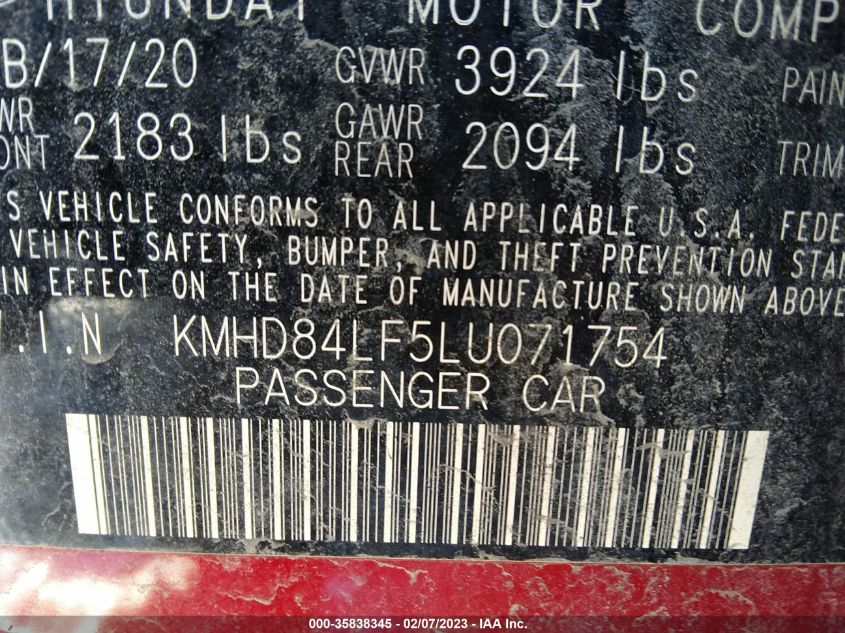 HYUNDAI MOTOR COMP
B/17/20 GVWR 3924 lbs PAIN
WR 2183 lbs GAWR 2094 lbs
ONT REAR TRIM
S VEHICLE CONFORMS TO ALL APPLICABLE U.S.A. FEDE
VEHICLE SAFETY, BUMPER, AND THEFT PREVENTION STAN
IN EFFECT ON THE DATE OF MANUFACTURE SHOWN ABOVE
.I.N KMHD84LF5LU071754
PASSENGER CAR
000-35838345 - 02/07/2023 - IAA Inc.